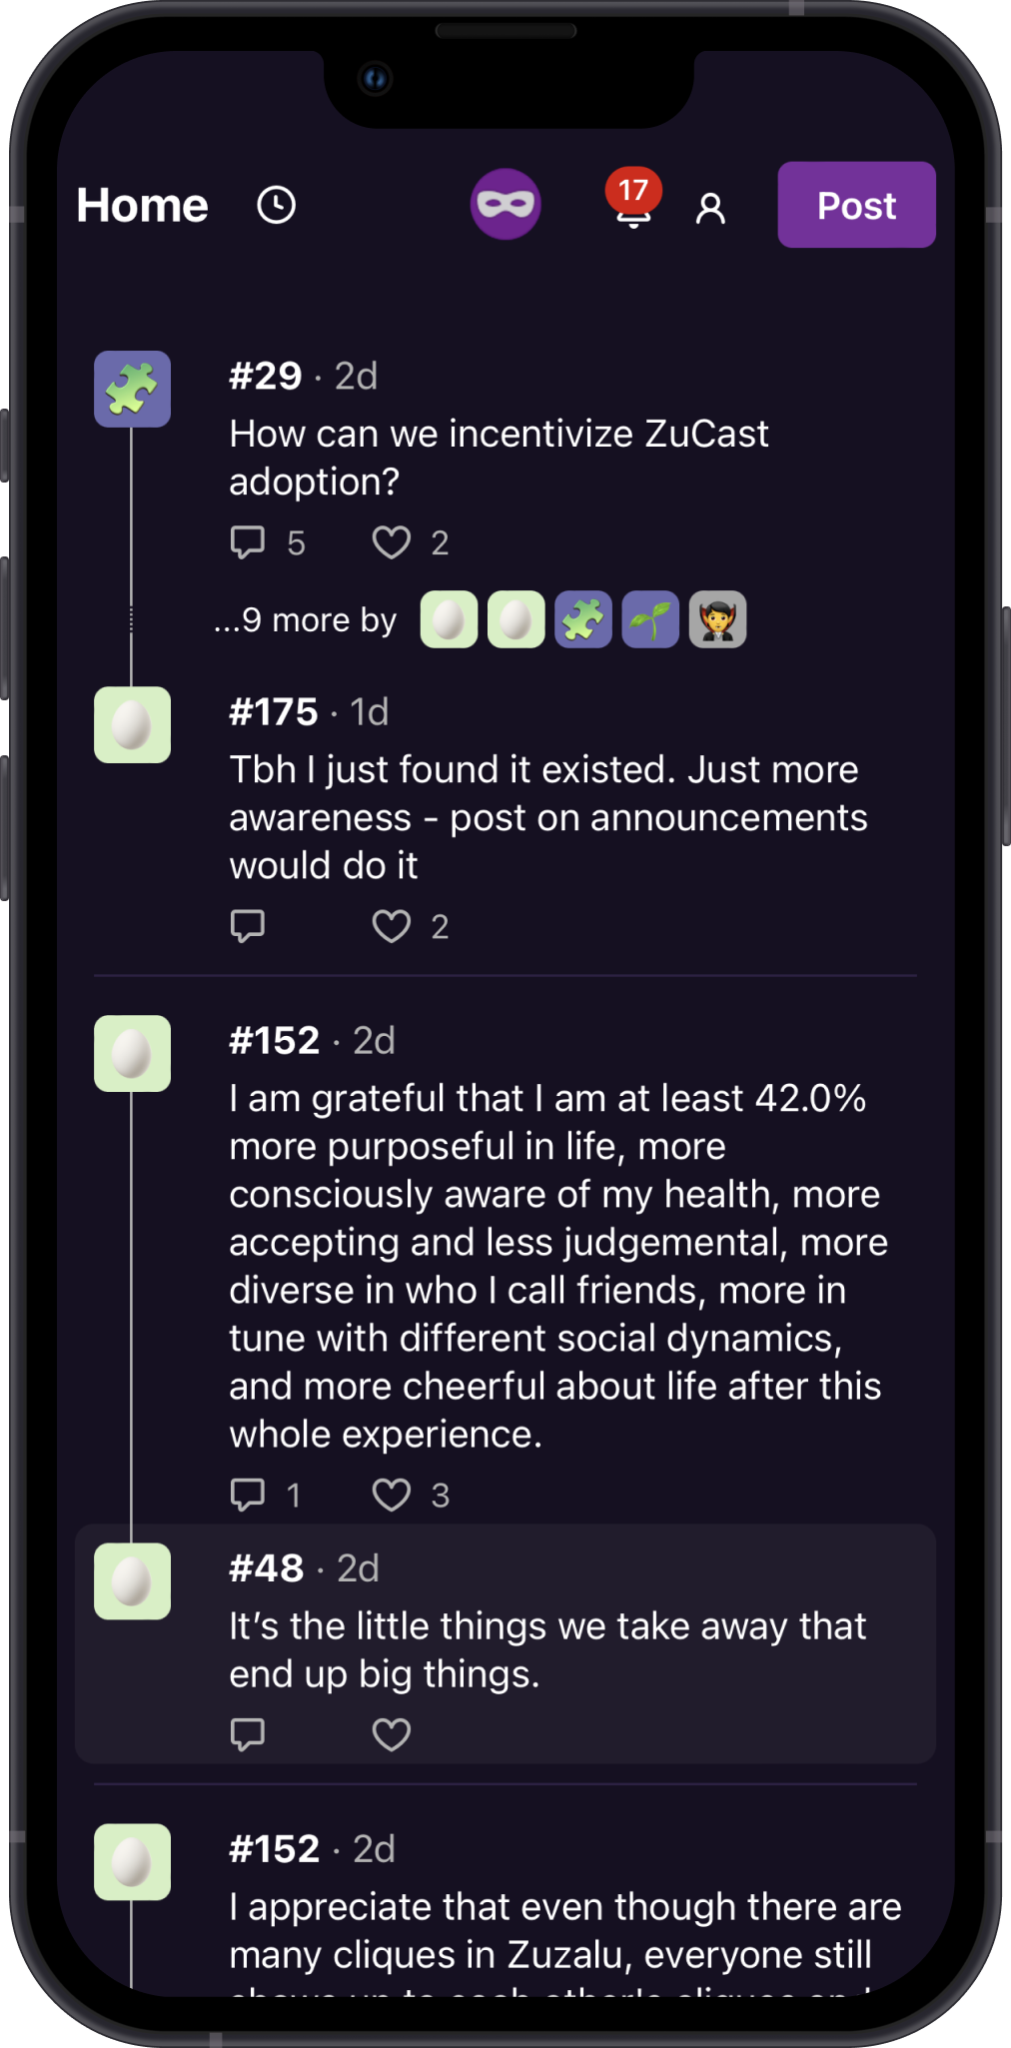 Home
17
Post
#29 · 2d
How can we incentivize ZuCast
adoption?
5 2
...9 more by
#175 · 1d
Tbh I just found it existed. Just more
awareness - post on announcements
would do it
2
#152 · 2d
I am grateful that I am at least 42.0%
more purposeful in life, more
consciously aware of my health, more
accepting and less judgemental, more
diverse in who I call friends, more in
tune with different social dynamics,
and more cheerful about life after this
whole experience.
1 3
#48 · 2d
It’s the little things we take away that
end up big things.
#152 · 2d
I appreciate that even though there are
many cliques in Zuzalu, everyone still